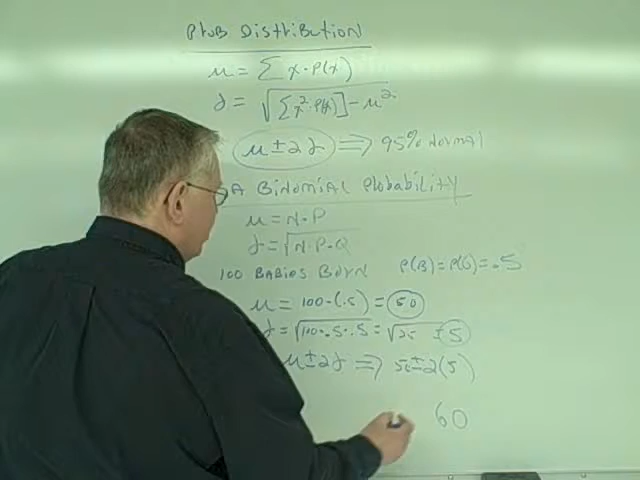 PROB DISTRIBUTION
μ = Σ X·P(X)
σ = √[Σ X²·P(X)] - μ²
μ ± 2σ ⇒ 95% NORMAL
A BINOMIAL PROBABILITY
μ = N·P
σ = √N·P·Q
100 BABIES BORN P(B) = P(G) = .5
μ = 100·(.5) = 50
σ = √100·.5·.5 = √25 = 5
μ ± 2σ ⇒ 50 ± 2(5)
60